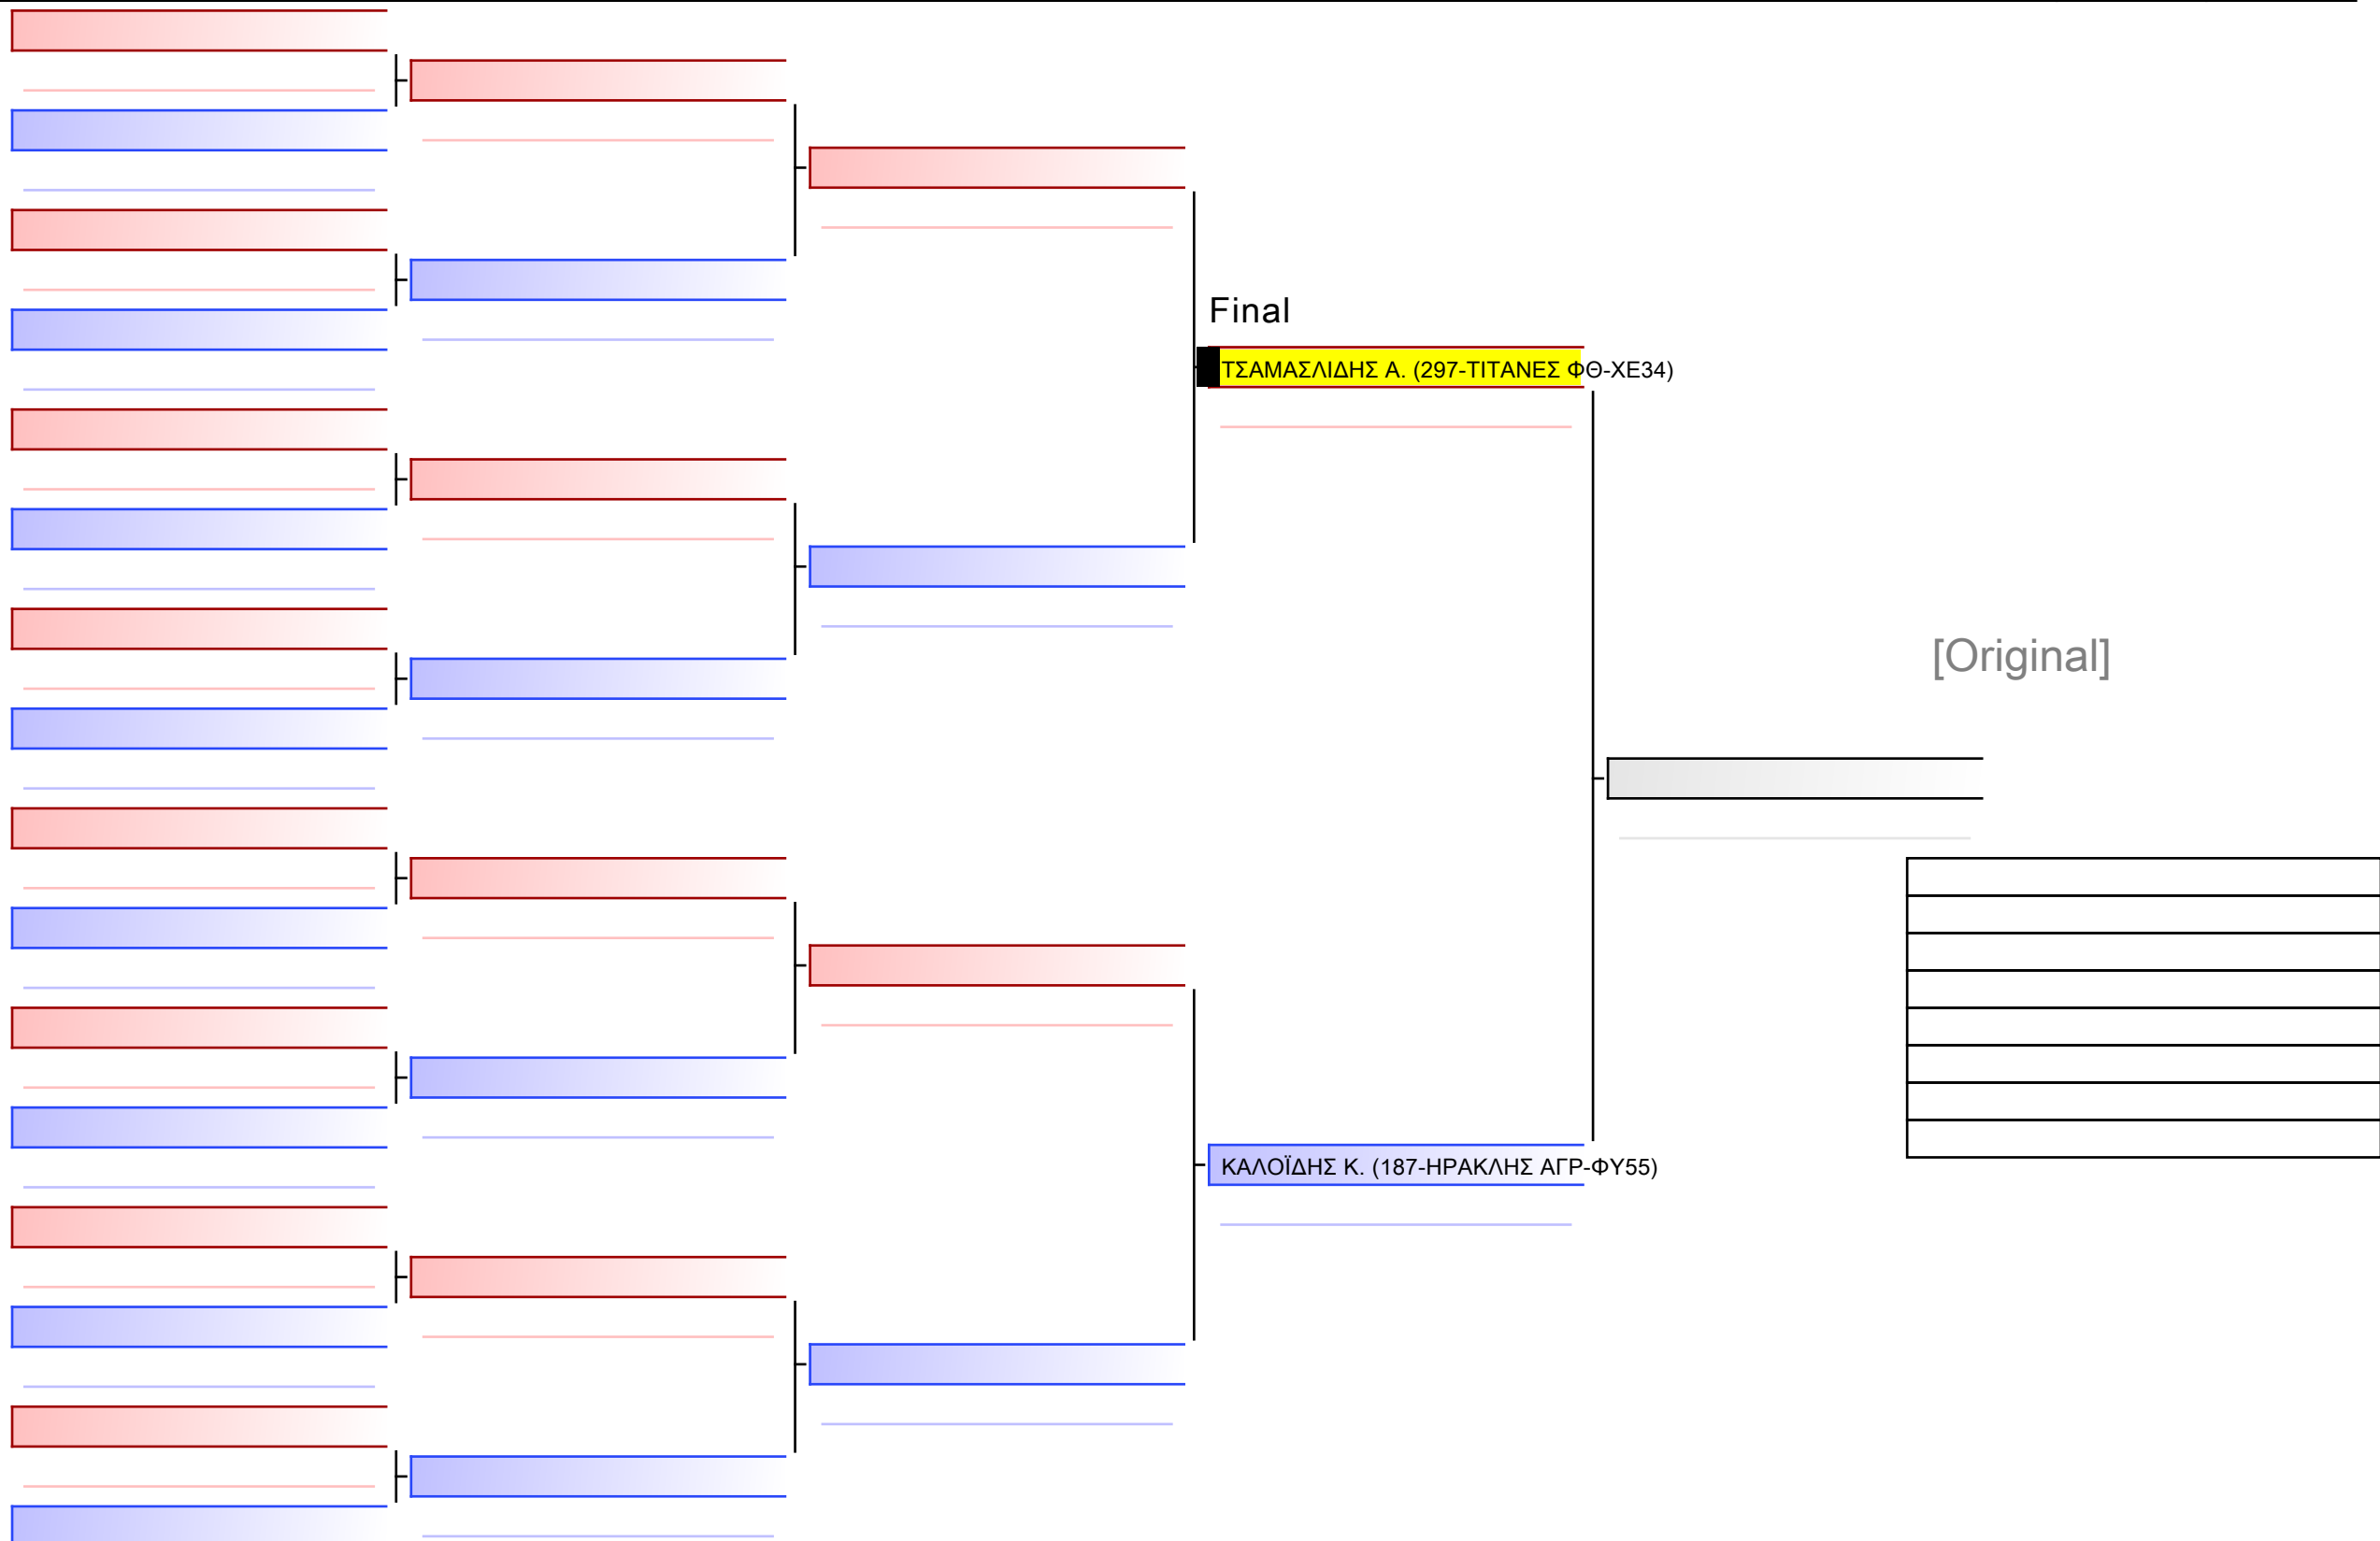 Final
ΤΣΑΜΑΣΛΙΔΗΣ Α. (297-ΤΙΤΑΝΕΣ ΦΘ-ΧΕ34)
[Original]
ΚΑΛΟΪΔΗΣ Κ. (187-ΗΡΑΚΛΗΣ ΑΓΡ-ΦΥ55)